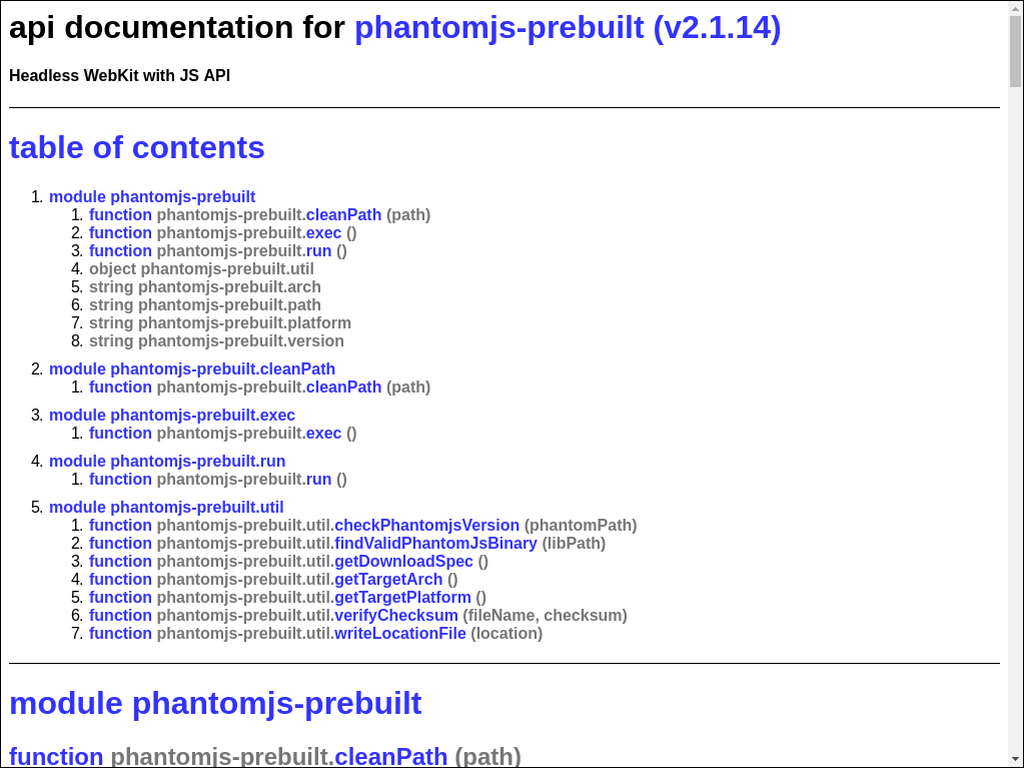 api documentation for phantomjs-prebuilt (v2.1.14)
Headless WebKit with JS API
table of contents
1. module phantomjs-prebuilt
1. function phantomjs-prebuilt.cleanPath (path)
2. function phantomjs-prebuilt.exec ()
3. function phantomjs-prebuilt.run ()
4. object phantomjs-prebuilt.util
5. string phantomjs-prebuilt.arch
6. string phantomjs-prebuilt.path
7. string phantomjs-prebuilt.platform
8. string phantomjs-prebuilt.version
2. module phantomjs-prebuilt.cleanPath
1. function phantomjs-prebuilt.cleanPath (path)
3. module phantomjs-prebuilt.exec
1. function phantomjs-prebuilt.exec ()
4. module phantomjs-prebuilt.run
1. function phantomjs-prebuilt.run ()
5. module phantomjs-prebuilt.util
1. function phantomjs-prebuilt.util.checkPhantomjsVersion (phantomPath)
2. function phantomjs-prebuilt.util.findValidPhantomJsBinary (libPath)
3. function phantomjs-prebuilt.util.getDownloadSpec ()
4. function phantomjs-prebuilt.util.getTargetArch ()
5. function phantomjs-prebuilt.util.getTargetPlatform ()
6. function phantomjs-prebuilt.util.verifyChecksum (fileName, checksum)
7. function phantomjs-prebuilt.util.writeLocationFile (location)
module phantomjs-prebuilt
function phantomjs-prebuilt.cleanPath (path)